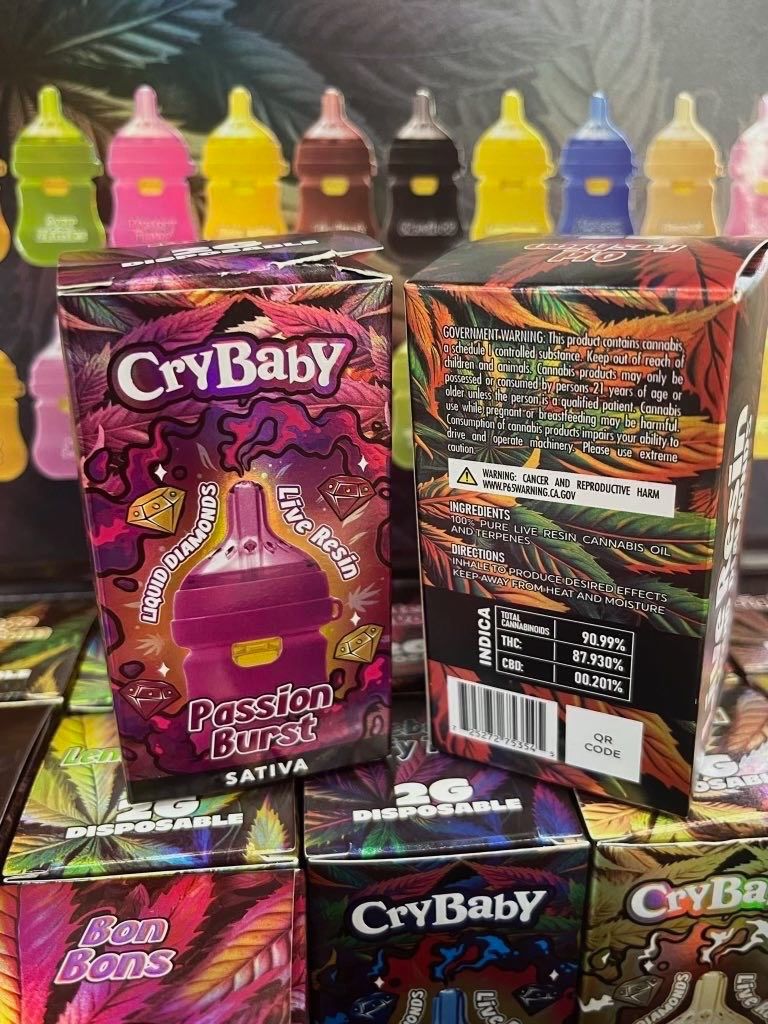 2G DISPOSABLE
CryBaby
LIQUID DIAMONDS
Live Resin
Passion
Burst
SATIVA
GOVERNMENT WARNING: This product contains cannabis,
a schedule I controlled substance. Keep out of reach of
children and animals. Cannabis products may only be
possessed or consumed by persons 21 years of age or
older unless the person is a qualified patient. Cannabis
use while pregnant or breastfeeding may be harmful.
Consumption of cannabis products impairs your ability to
drive and operate machinery. Please use extreme
caution.
WARNING: CANCER AND REPRODUCTIVE HARM
WWW.P65WARNING.CA.GOV
INGREDIENTS
100% PURE LIVE RESIN CANNABIS OIL
AND TERPENES
DIRECTIONS
INHALE TO PRODUCE DESIRED EFFECTS
KEEP AWAY FROM HEAT AND MOISTURE
INDICA
TOTAL CANNABINOIDS 90.99%
THC: 87.930%
CBD: 00.201%
QR
CODE
2G
DISPOSABLE
Bon
Bons
2G
DISPOSABLE
CryBaby
DIAMONDS
Live
CryBa